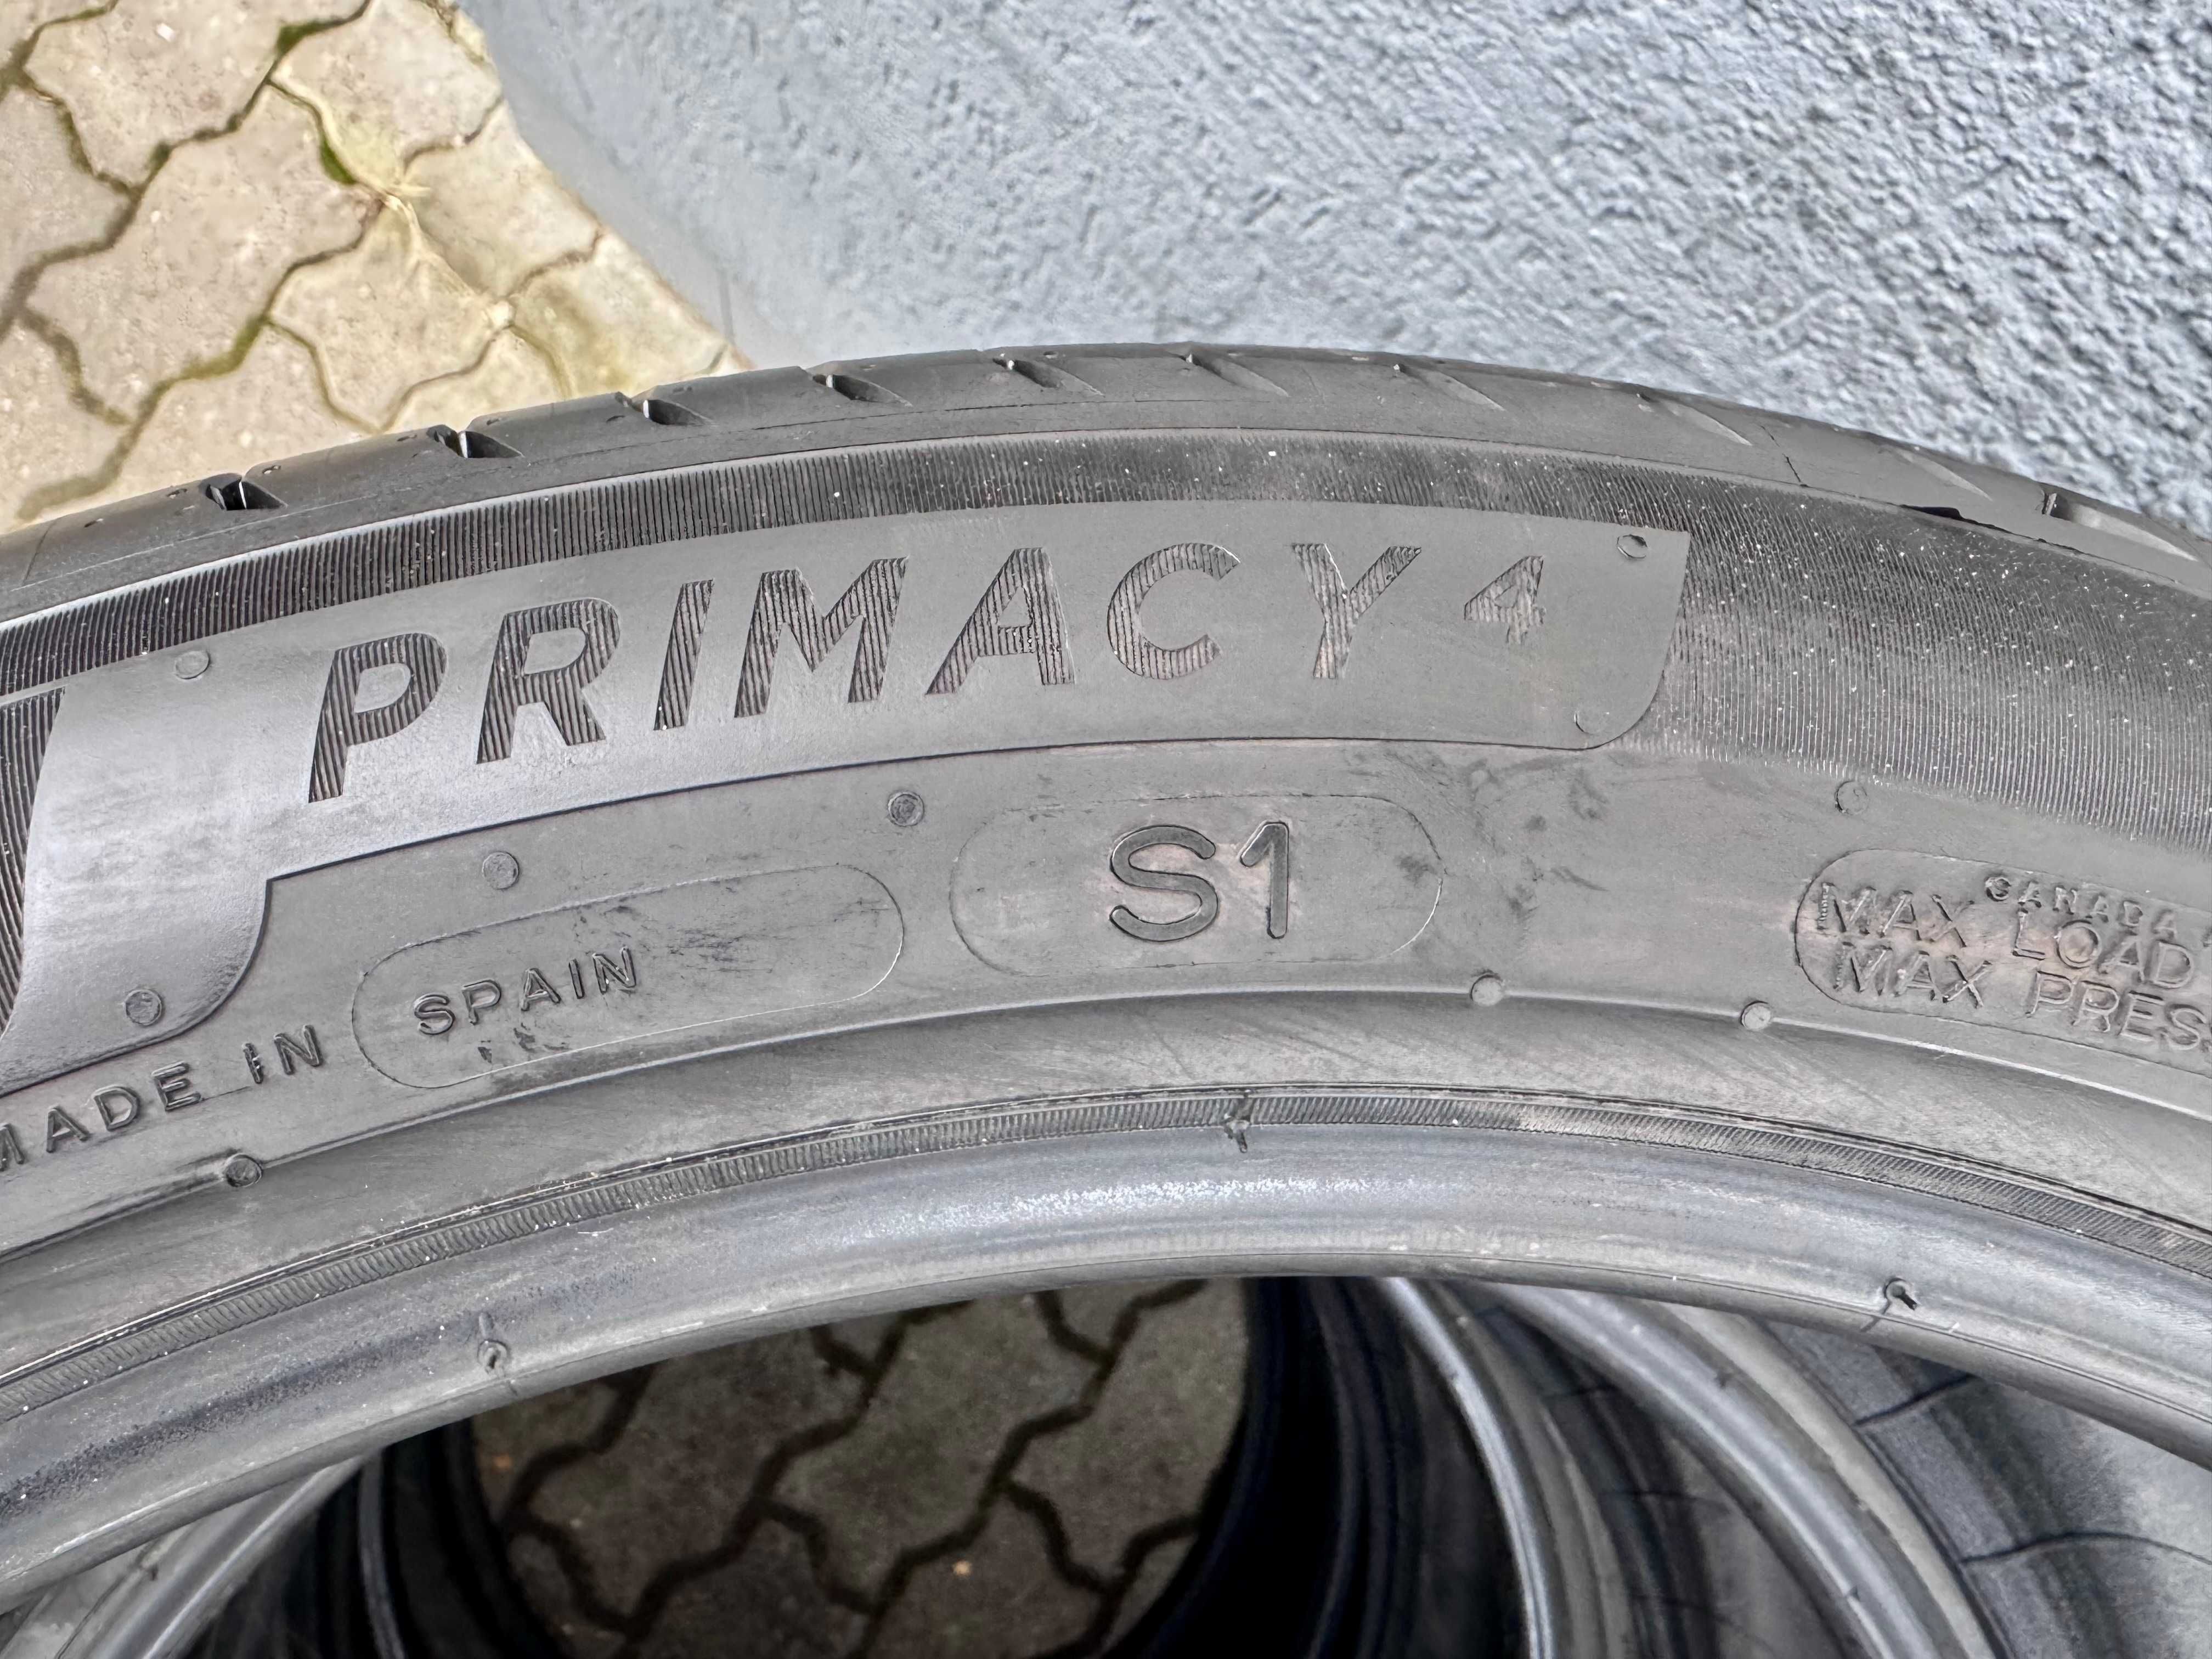 PRIMACY 4
S1
MADE IN SPAIN
CANADA
MAX LOAD
MAX PRESS